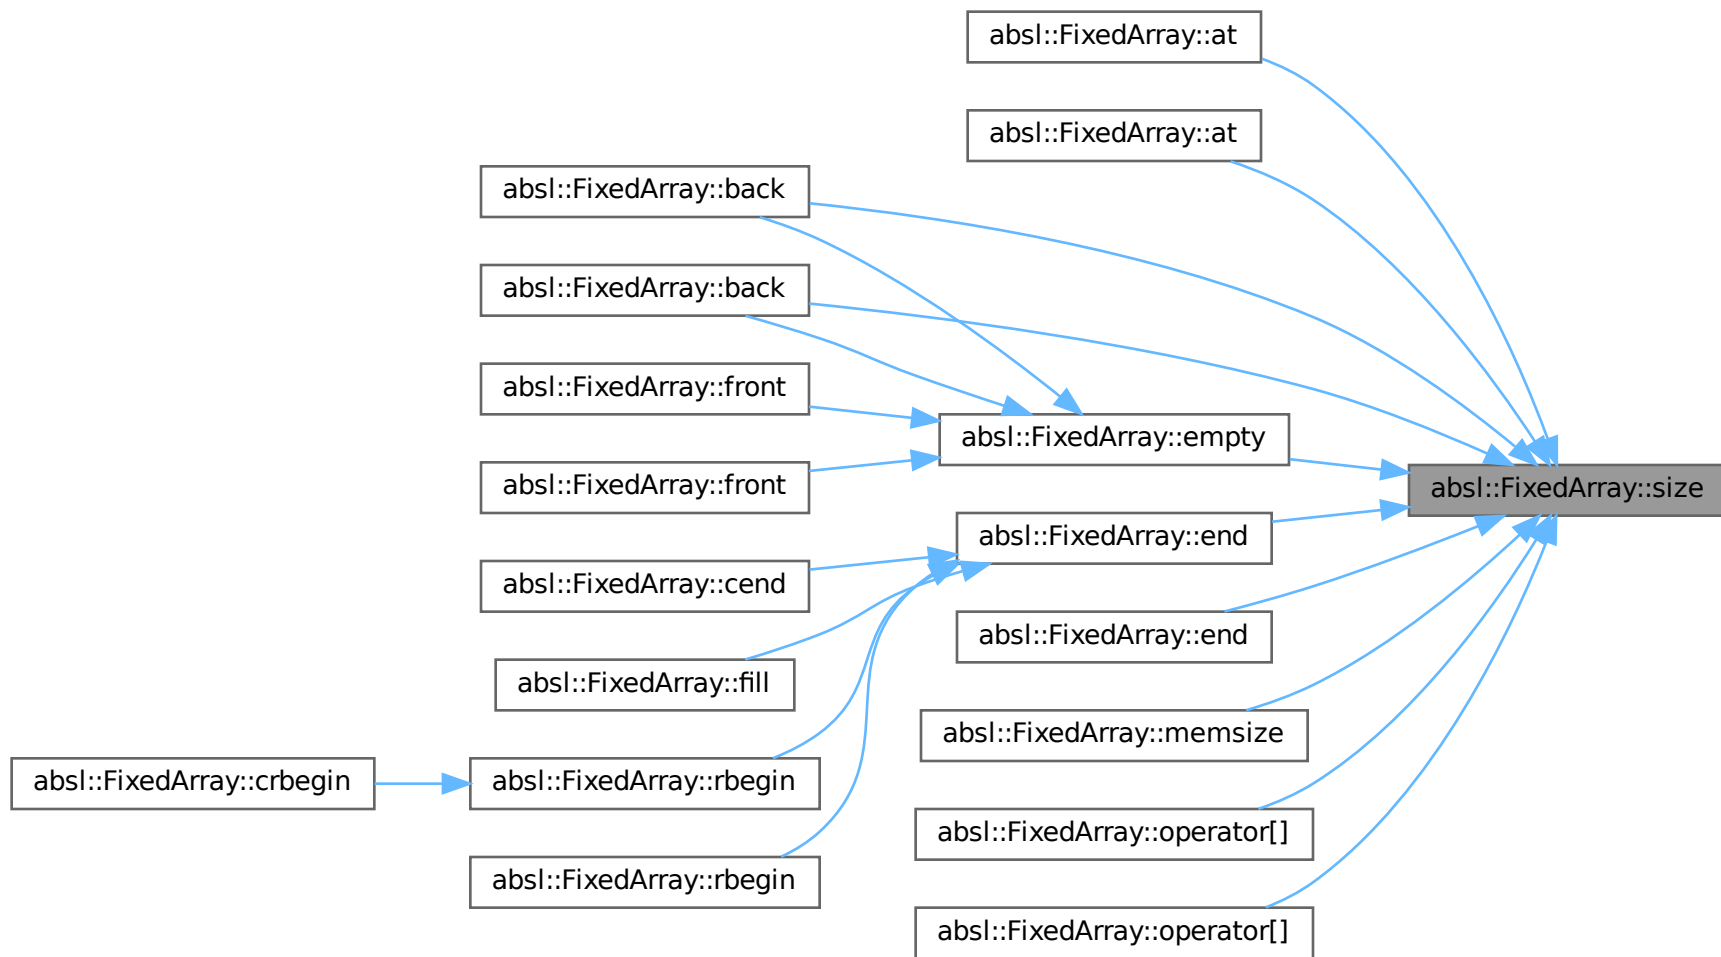 absl::FixedArray::at
absl::FixedArray::at
absl::FixedArray::back
absl::FixedArray::back
absl::FixedArray::front
absl::FixedArray::empty
absl::FixedArray::front
absl::FixedArray::size
absl::FixedArray::end
absl::FixedArray::cend
absl::FixedArray::end
absl::FixedArray::fill
absl::FixedArray::memsize
absl::FixedArray::crbegin
absl::FixedArray::rbegin
absl::FixedArray::operator[]
absl::FixedArray::rbegin
absl::FixedArray::operator[]